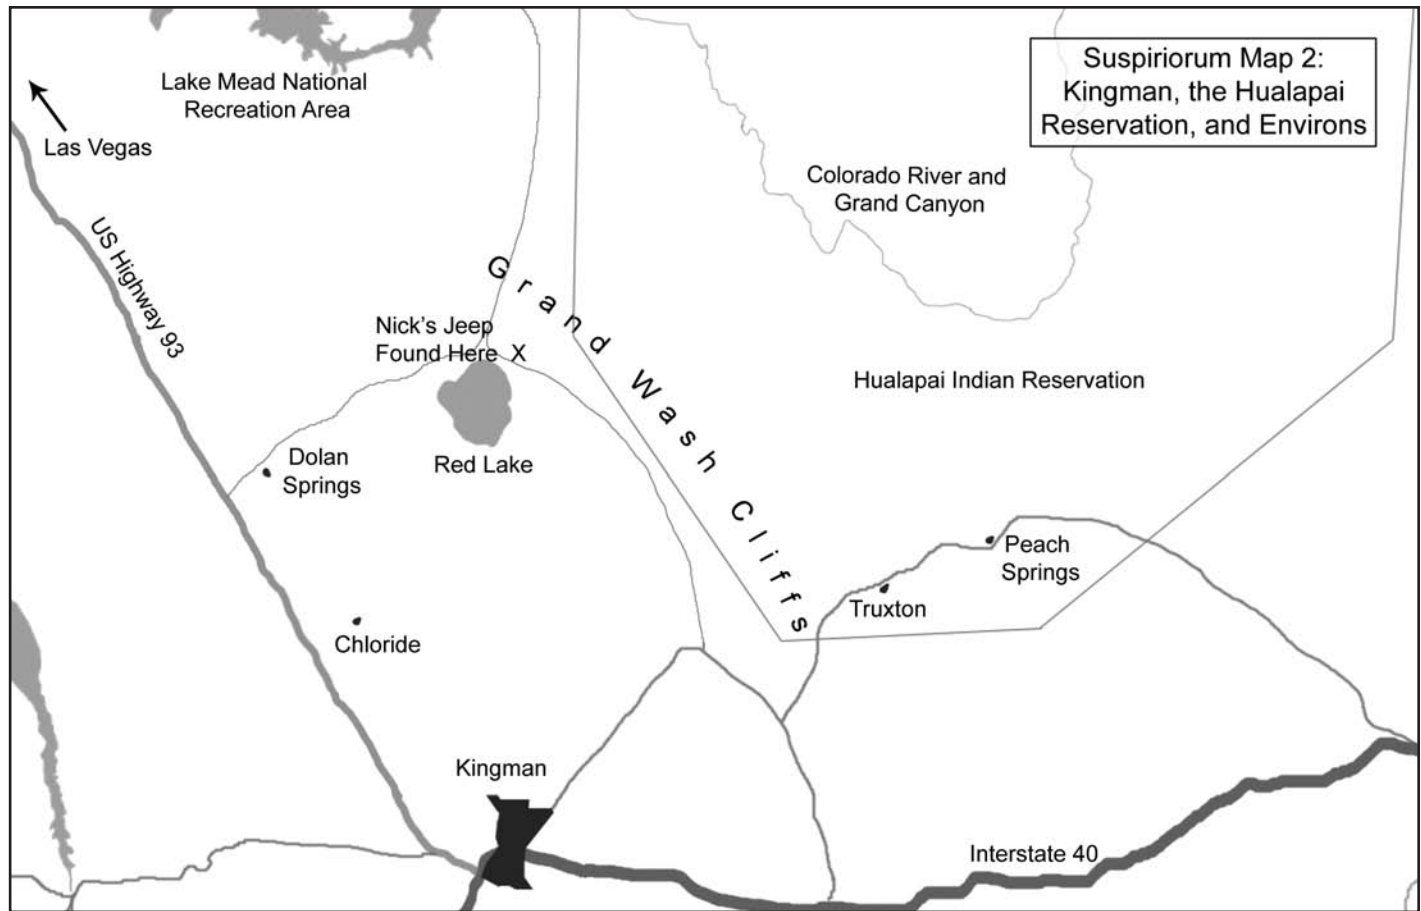 Suspiriorum Map 2:
Kingman, the Hualapai
Reservation, and Environs
Lake Mead National
Recreation Area
Las Vegas
US Highway 93
Colorado River and
Grand Canyon
Grand Wash Cliffs
Nick's Jeep
Found Here X
Hualapai Indian Reservation
Dolan
Springs
Red Lake
Peach
Springs
Truxton
Chloride
Kingman
Interstate 40